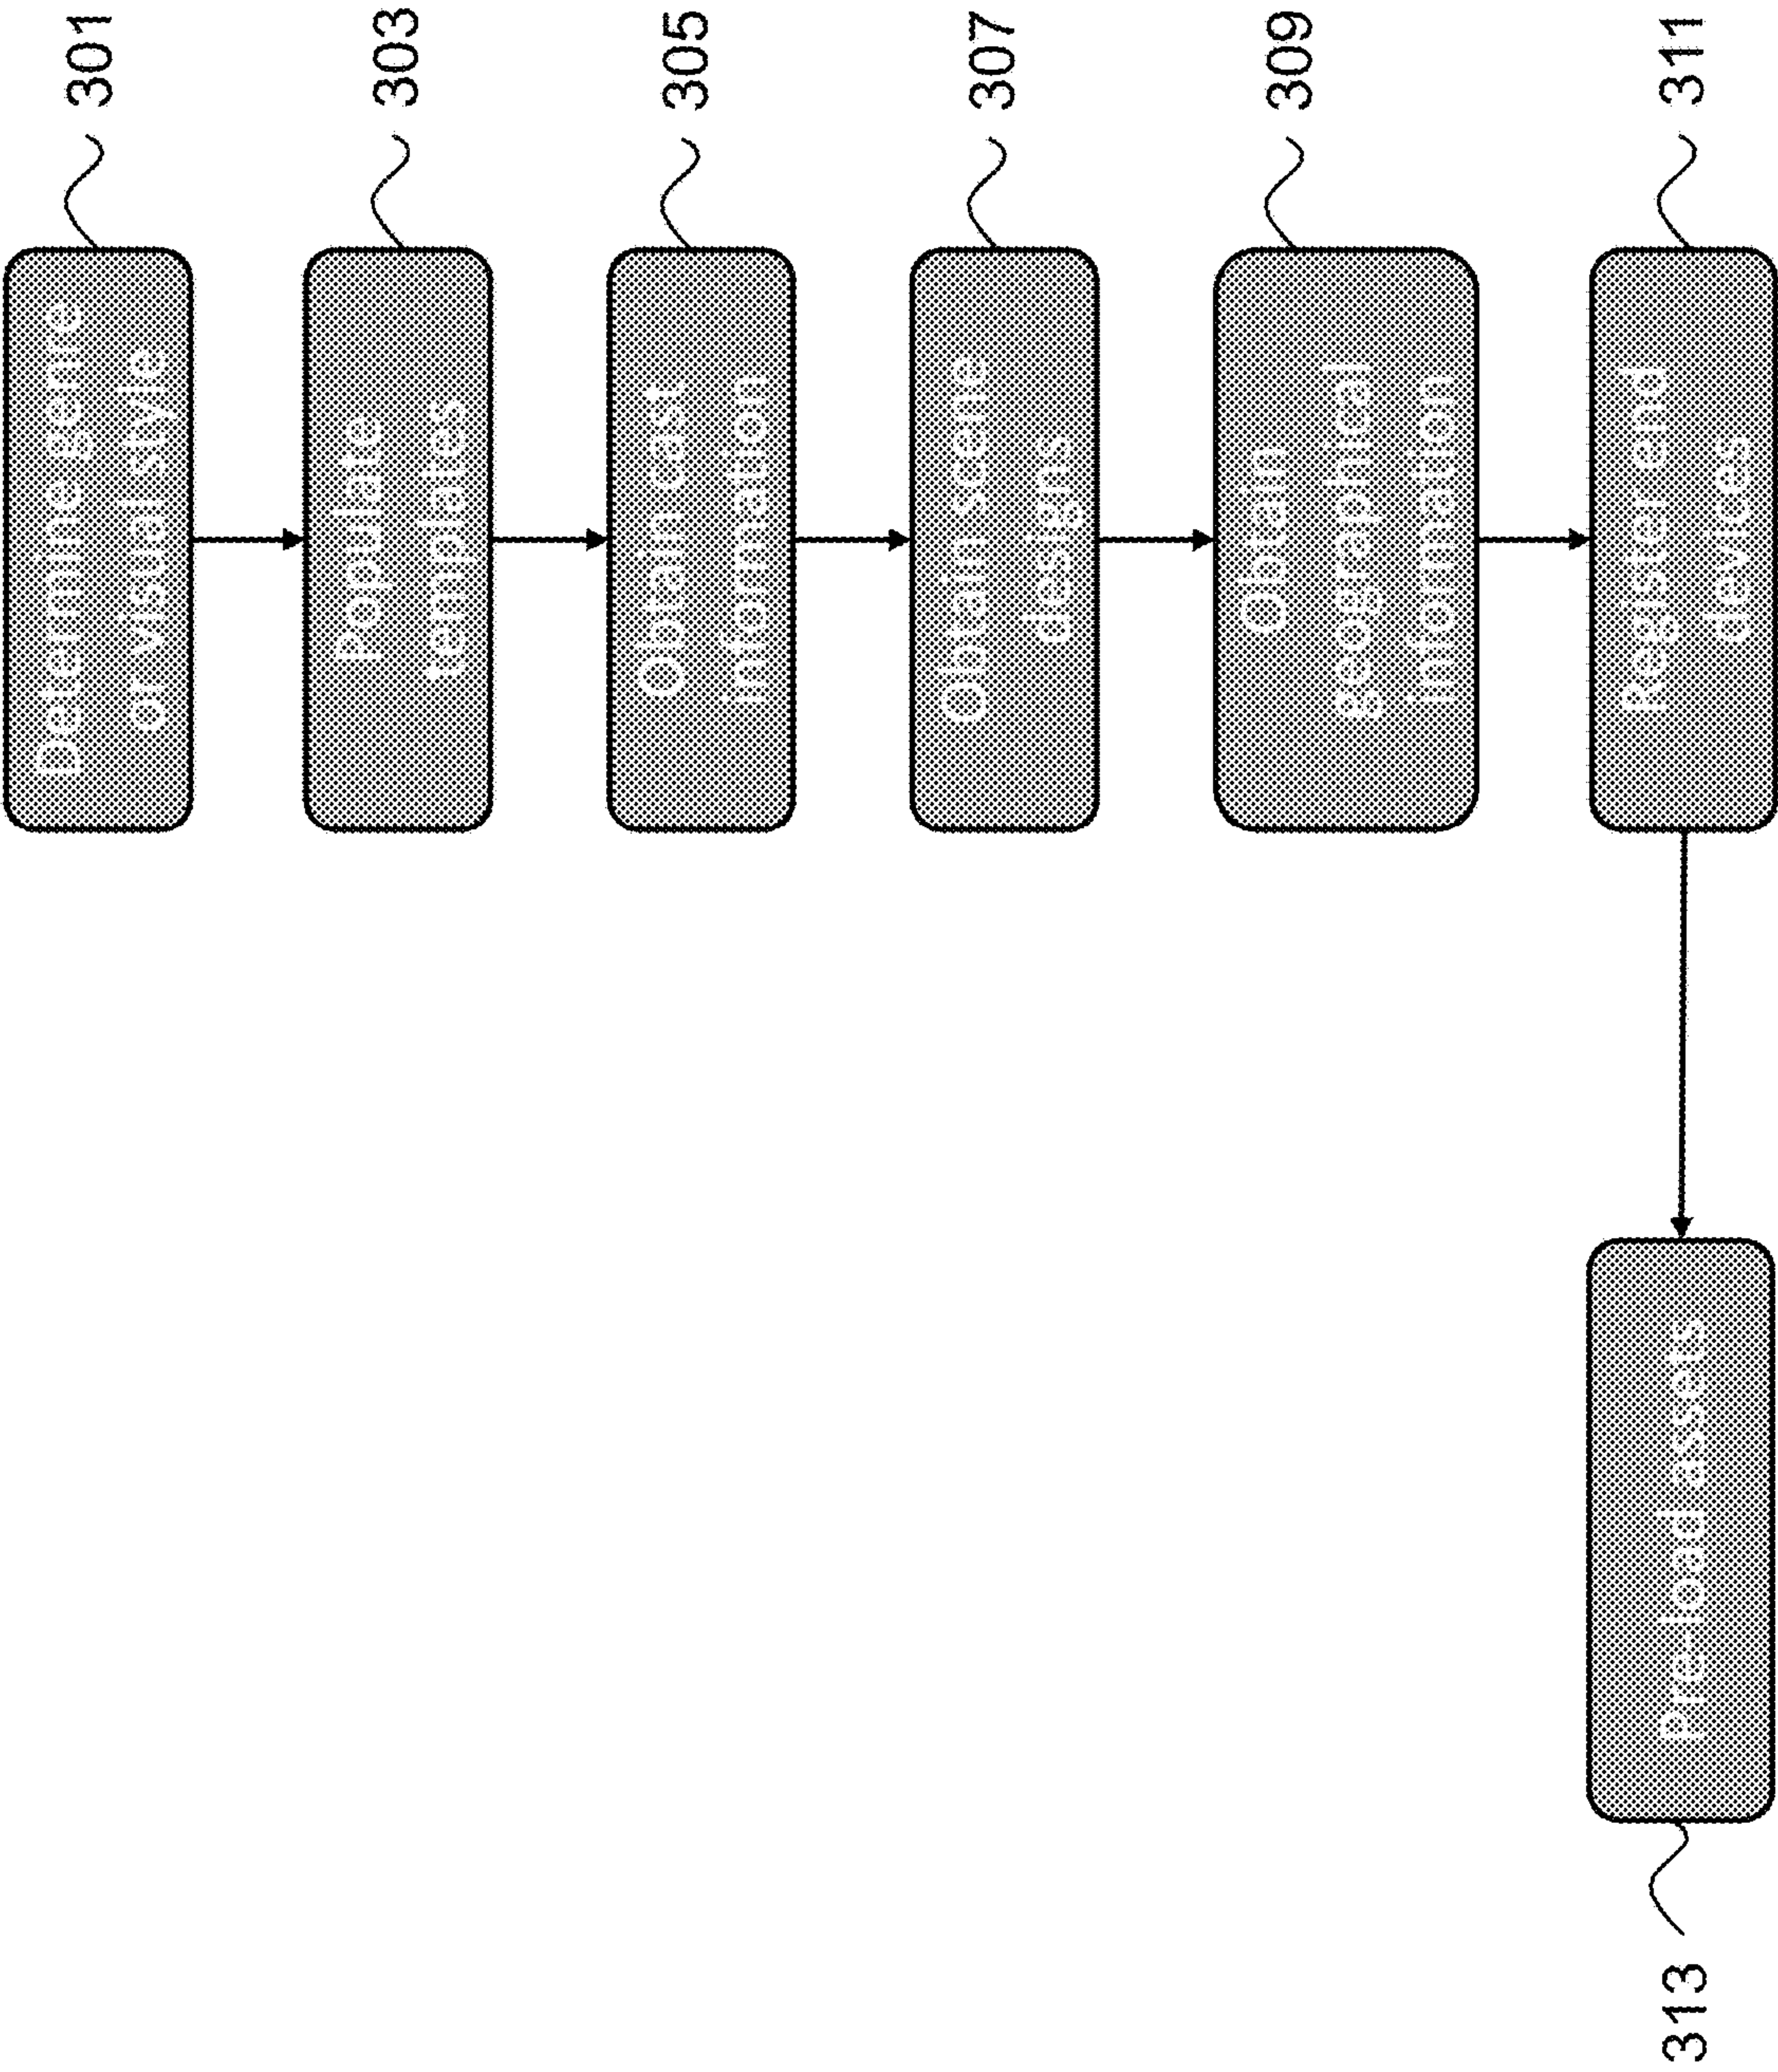 301
Determine genre
or visual style
303
Populate
templates
305
Obtain cast
information
307
Obtain scene
designs
309
Obtain
geographical
information
311
Register end
devices
313
Pre-load assets